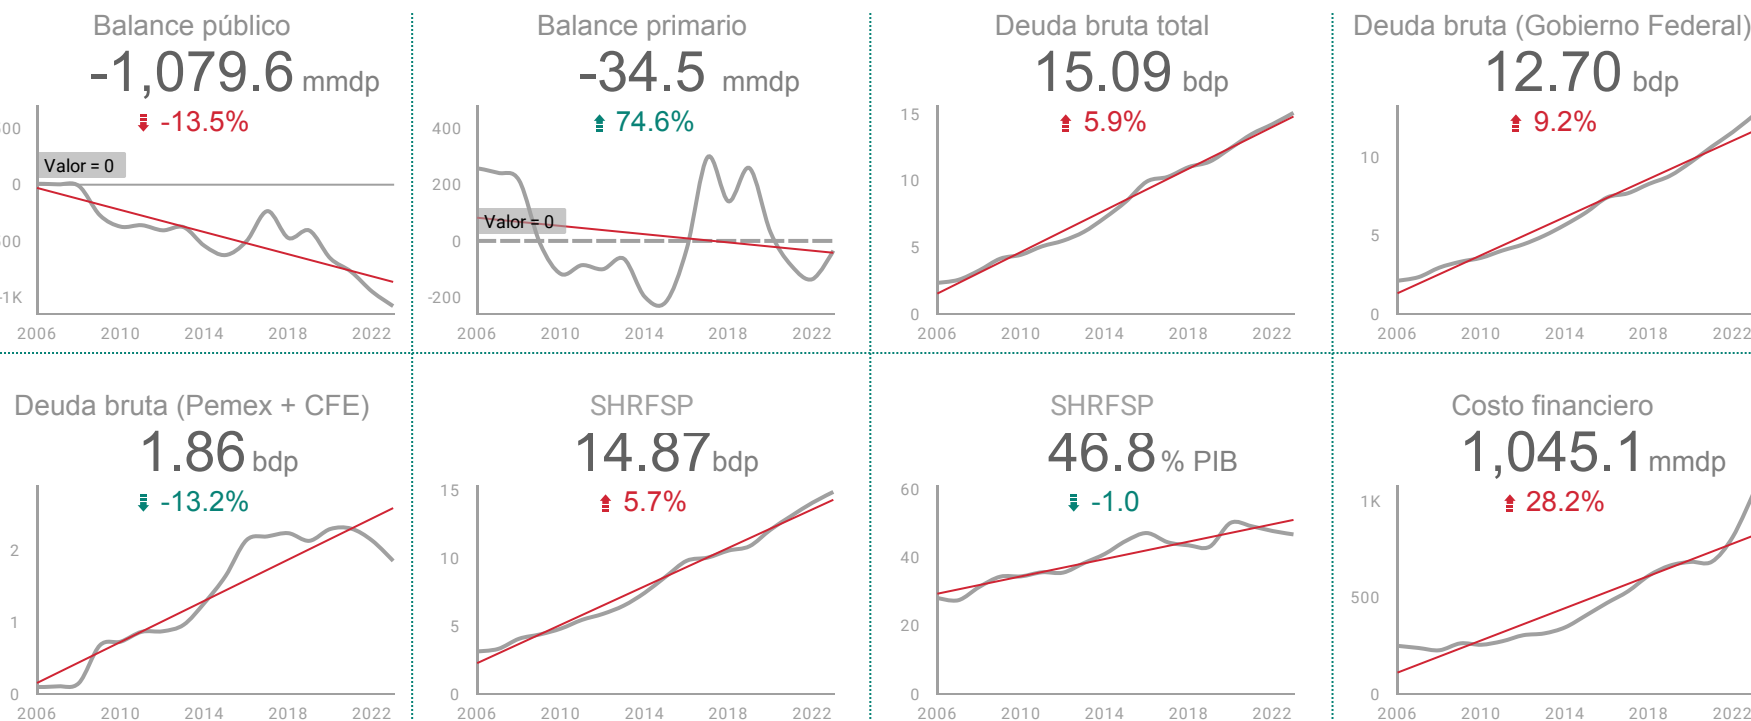 Balance público
-1,079.6 mmdp
-13.5%
Valor = 0
0
-1K
2006 2010 2014 2018 2022
Balance primario
-34.5 mmdp
74.6%
400
200
Valor = 0
0
-200
2006 2010 2014 2018 2022
Deuda bruta total
15.09 bdp
5.9%
15
10
5
0
2006 2010 2014 2018 2022
Deuda bruta (Gobierno Federal)
12.70 bdp
9.2%
10
5
0
2006 2010 2014 2018 2022
Deuda bruta (Pemex + CFE)
1.86 bdp
-13.2%
2
1
0
2006 2010 2014 2018 2022
SHRFSP
14.87 bdp
5.7%
15
10
5
0
2006 2010 2014 2018 2022
SHRFSP
46.8 % PIB
-1.0
60
40
20
0
2006 2010 2014 2018 2022
Costo financiero
1,045.1 mmdp
28.2%
1K
500
0
2006 2010 2014 2018 2022